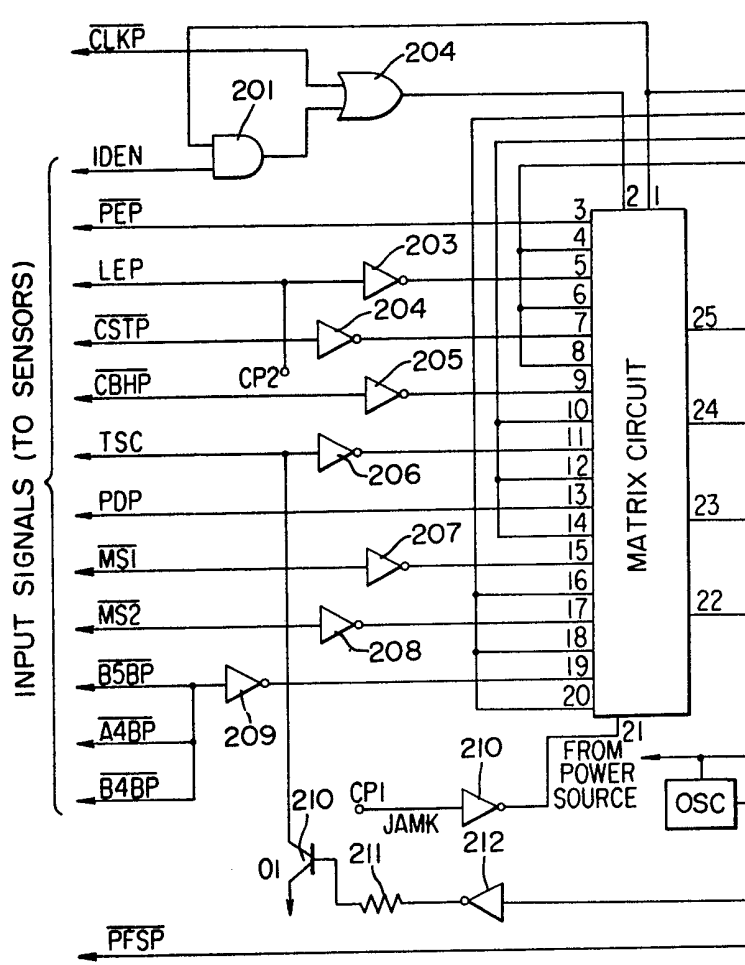 CLKP
204
201
IDEN
2 1
PEP
3
4
203
LEP
5
6
204
CSTP
7
8
205
CP2
CBHP
9
25
10
TSC
11
206
12
24
PDP
13
14
207
MS1
15
23
16
MS2
17
208
18
22
B5BP
19
209
20
A4BP
21
B4BP
INPUT SIGNALS (TO SENSORS)
MATRIX CIRCUIT
FROM
POWER
SOURCE
OSC
210
CP1
JAMK
210
01
211
212
PFSP